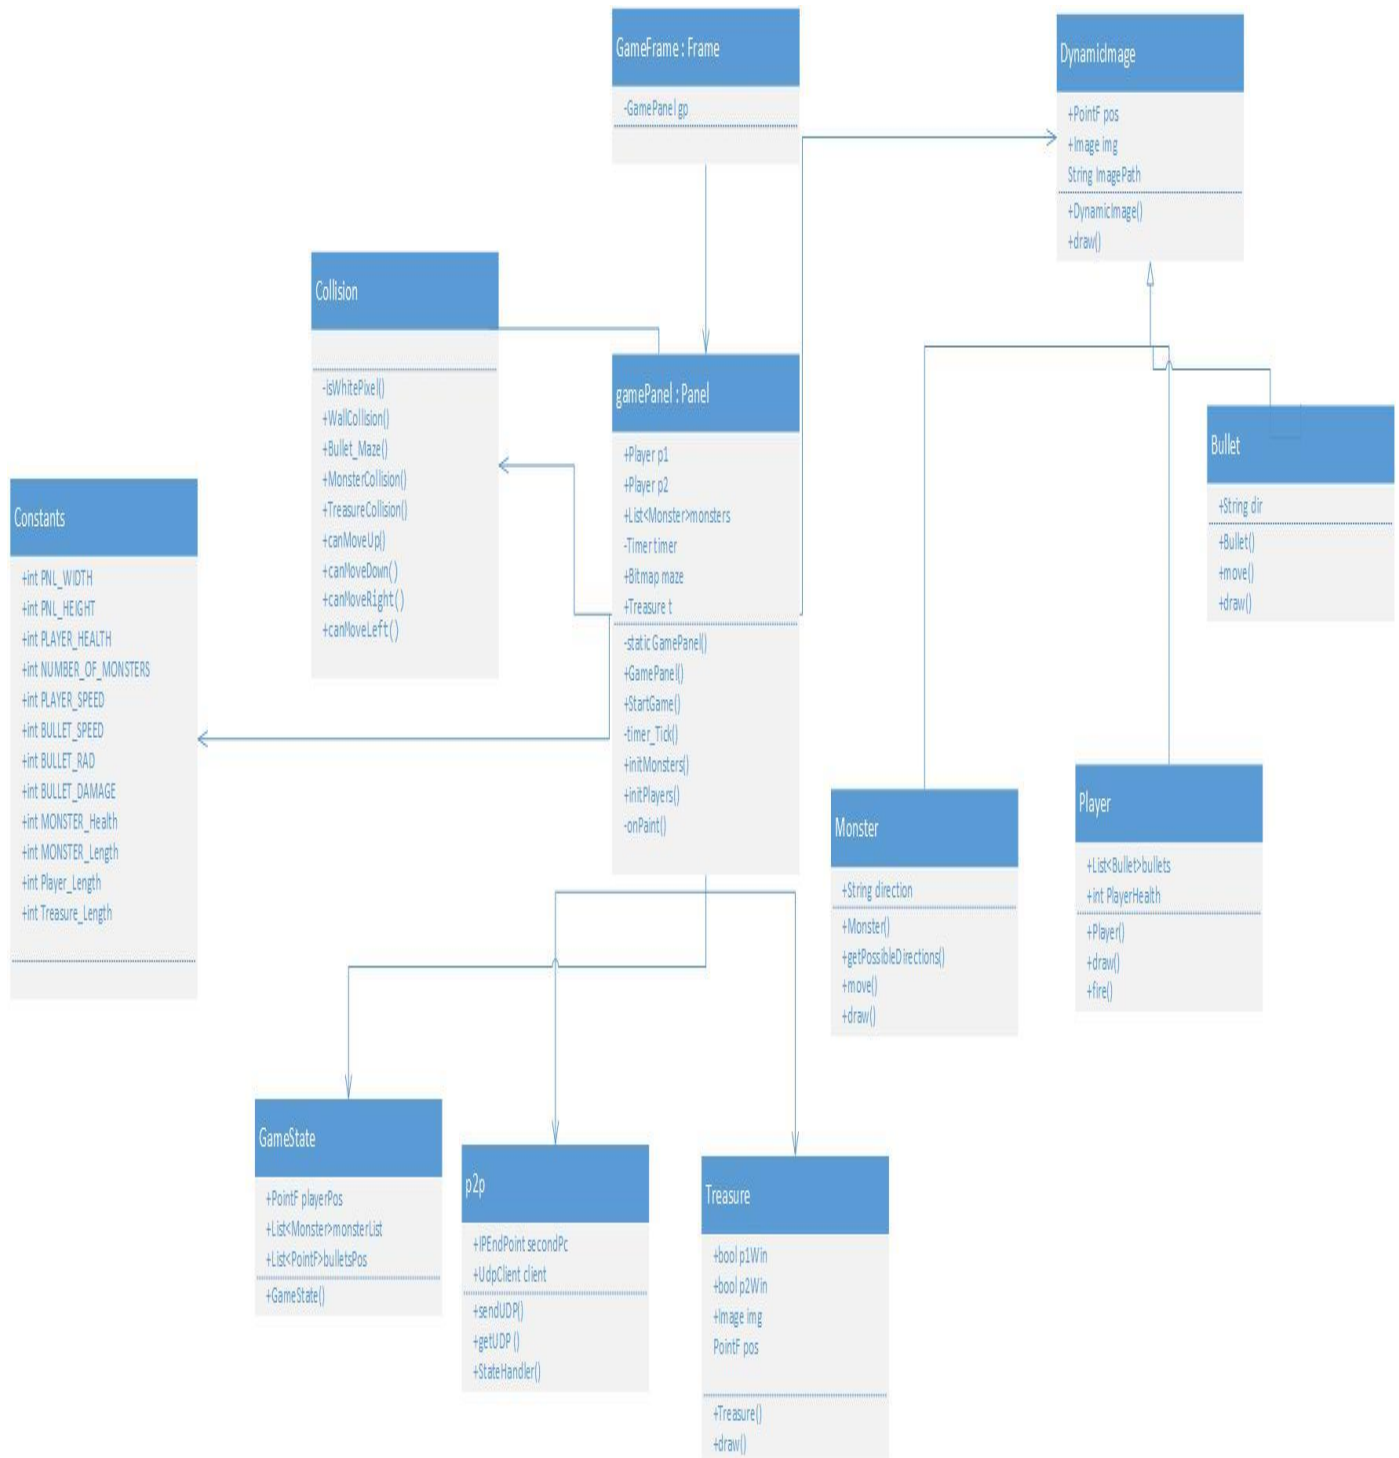 GameFrame : Frame
-GamePanel gp
DynamicImage
+PointF pos
+Image img
String ImagePath
+DynamicImage()
+draw()
Collision
-isWhitePixel()
+WallCollision()
+Bullet_Maze()
+MonsterCollision()
+TreasureCollision()
+canMoveUp()
+canMoveDown()
+canMoveRight()
+canMoveLeft()
gamePanel : Panel
+Player p1
+Player p2
+List<Monster>monsters
-Timer timer
+Bitmap maze
+Treasure t
-static GamePanel()
+GamePanel()
+StartGame()
-timer_Tick()
+initMonsters()
+initPlayers()
-onPaint()
Bullet
+String dir
+Bullet()
+move()
+draw()
Constants
+int PNL_WIDTH
+int PNL_HEIGHT
+int PLAYER_HEALTH
+int NUMBER_OF_MONSTERS
+int PLAYER_SPEED
+int BULLET_SPEED
+int BULLET_RAD
+int BULLET_DAMAGE
+int MONSTER_Health
+int MONSTER_Length
+int Player_Length
+int Treasure_Length
Monster
+String direction
+Monster()
+getPossibleDirections()
+move()
+draw()
Player
+List<Bullet>bullets
+int PlayerHealth
+Player()
+draw()
+fire()
GameState
+PointF playerPos
+List<Monster>monsterList
+List<PointF>bulletsPos
+GameState()
p2p
+IPEndPoint secondPc
+UdpClient client
+sendUDP()
+getUDP ()
+StateHandler()
Treasure
+bool p1Win
+bool p2Win
+Image img
PointF pos
+Treasure()
+draw()